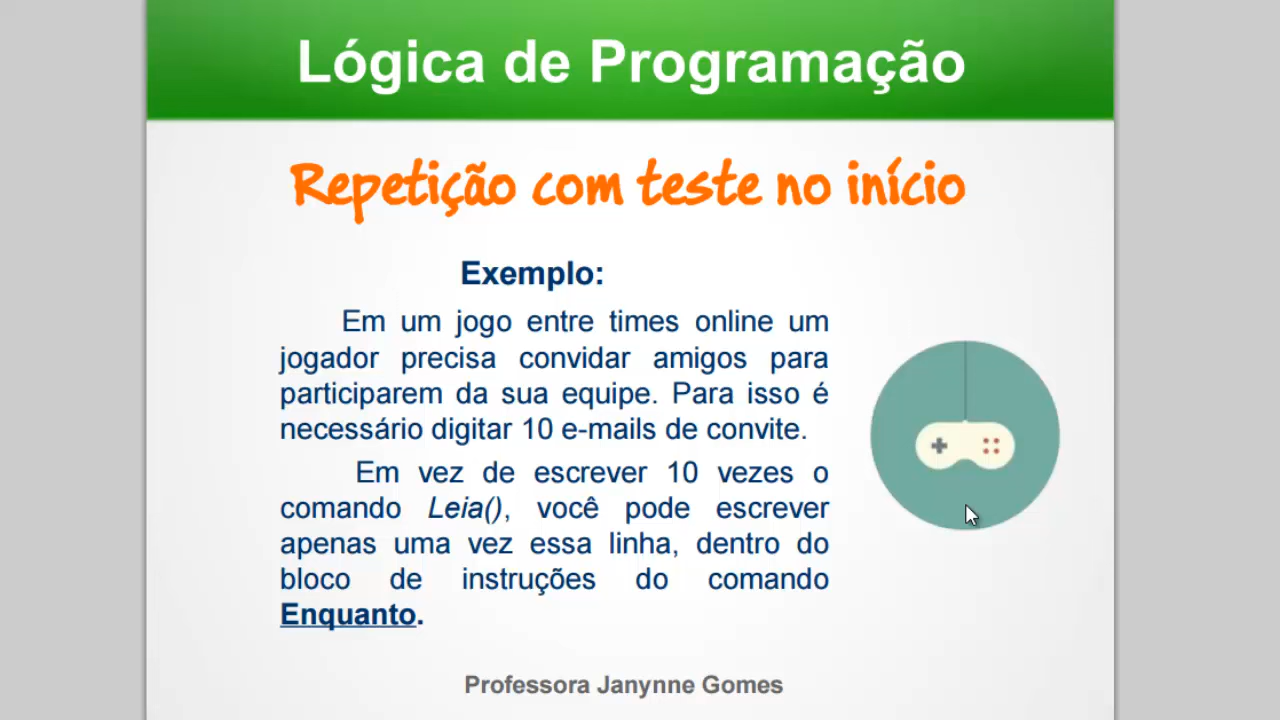 Lógica de Programação
Repetição com teste no início
Exemplo:
Em um jogo entre times online um
jogador precisa convidar amigos para
participarem da sua equipe. Para isso é
necessário digitar 10 e-mails de convite.
Em vez de escrever 10 vezes o
comando Leia(), você pode escrever
apenas uma vez essa linha, dentro do
bloco de instruções do comando
Enquanto.
Professora Janynne Gomes